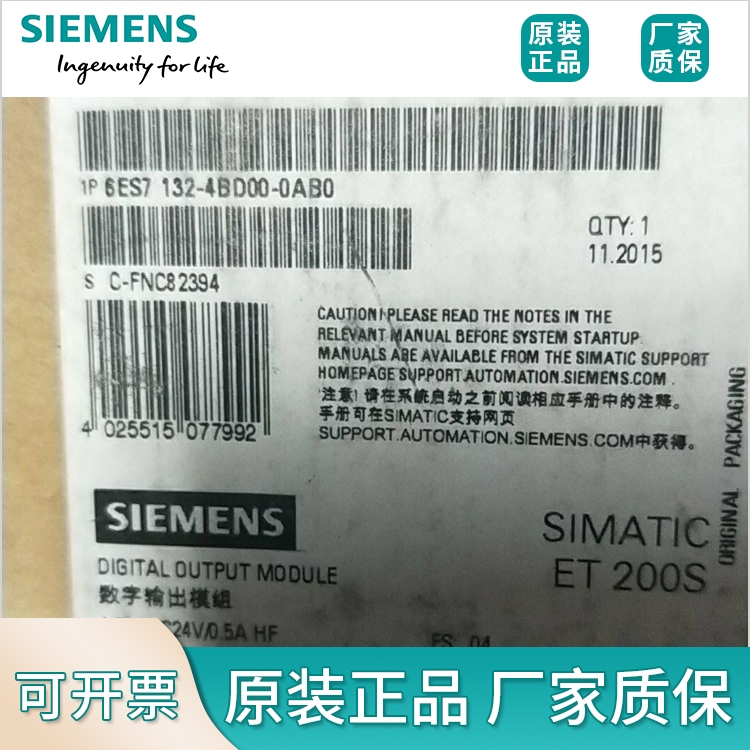 SIEMENS
Ingenuity for life
原装
正品
厂家
质保
1P 6ES7 132-4BD00-0AB0
QTY: 1
11.2015
S C-FNC82394
CAUTION! PLEASE READ THE NOTES IN THE
RELEVANT MANUAL BEFORE SYSTEM STARTUP.
MANUALS ARE AVAILABLE FROM THE SIMATIC SUPPORT
HOMEPAGE SUPPORT.AUTOMATION.SIEMENS.COM .
注意! 请在系统启动之前阅读相应手册中的注释。
手册可在SIMATIC支持网页
SUPPORT.AUTOMATION.SIEMENS.COM中获得。
4 025515 077992
ORIGINAL PACKAGING
SIEMENS
SIMATIC
ET 200S
DIGITAL OUTPUT MODULE
数字输出模组
24V/0.5A HF
ES 04
可开票
原装正品 厂家质保